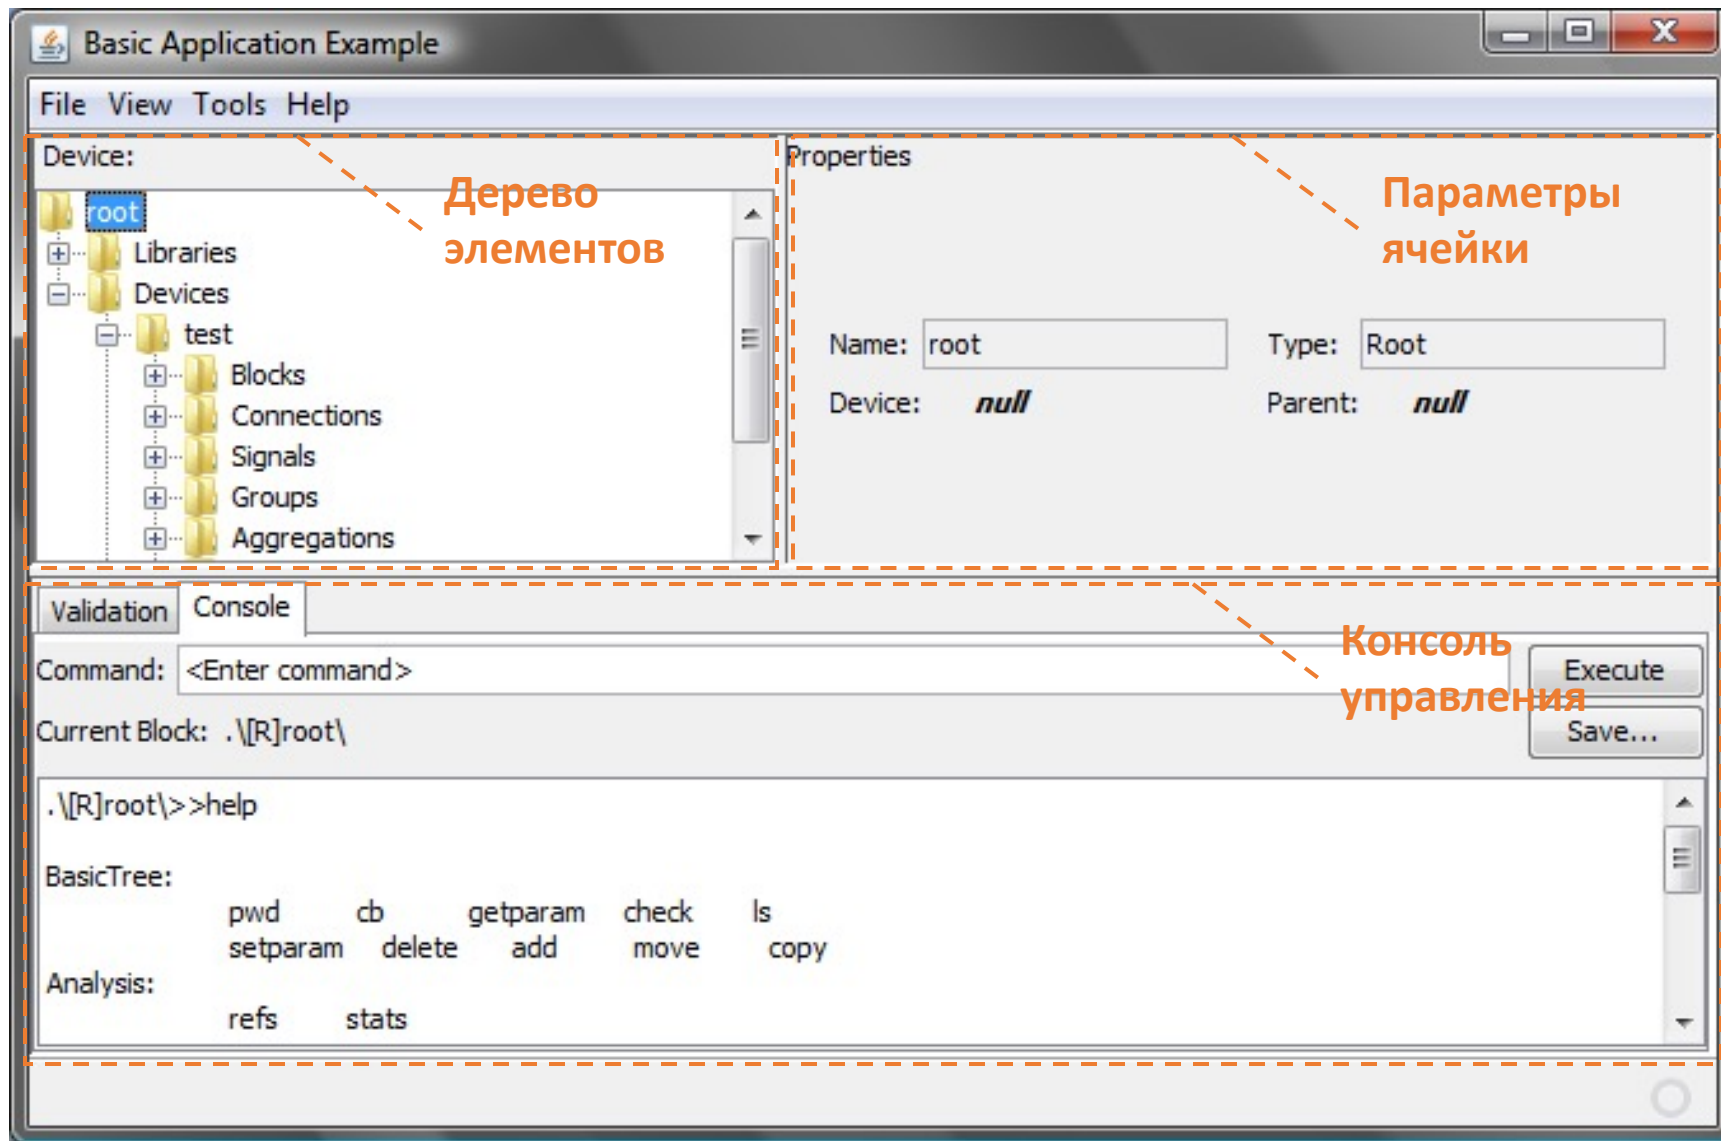 Basic Application Example
File View Tools Help
Device:
root
Libraries
Devices
test
Blocks
Connections
Signals
Groups
Aggregations
Дерево
элементов
Properties
Параметры
ячейки
Name: root Type: Root
Device: null Parent: null
Validation Console
Command: <Enter command> Execute
Current Block: .\[R]root\ Save...
Консоль
управления
.\[R]root\>>help
BasicTree:
pwd cb getparam check ls
setparam delete add move copy
Analysis:
refs stats